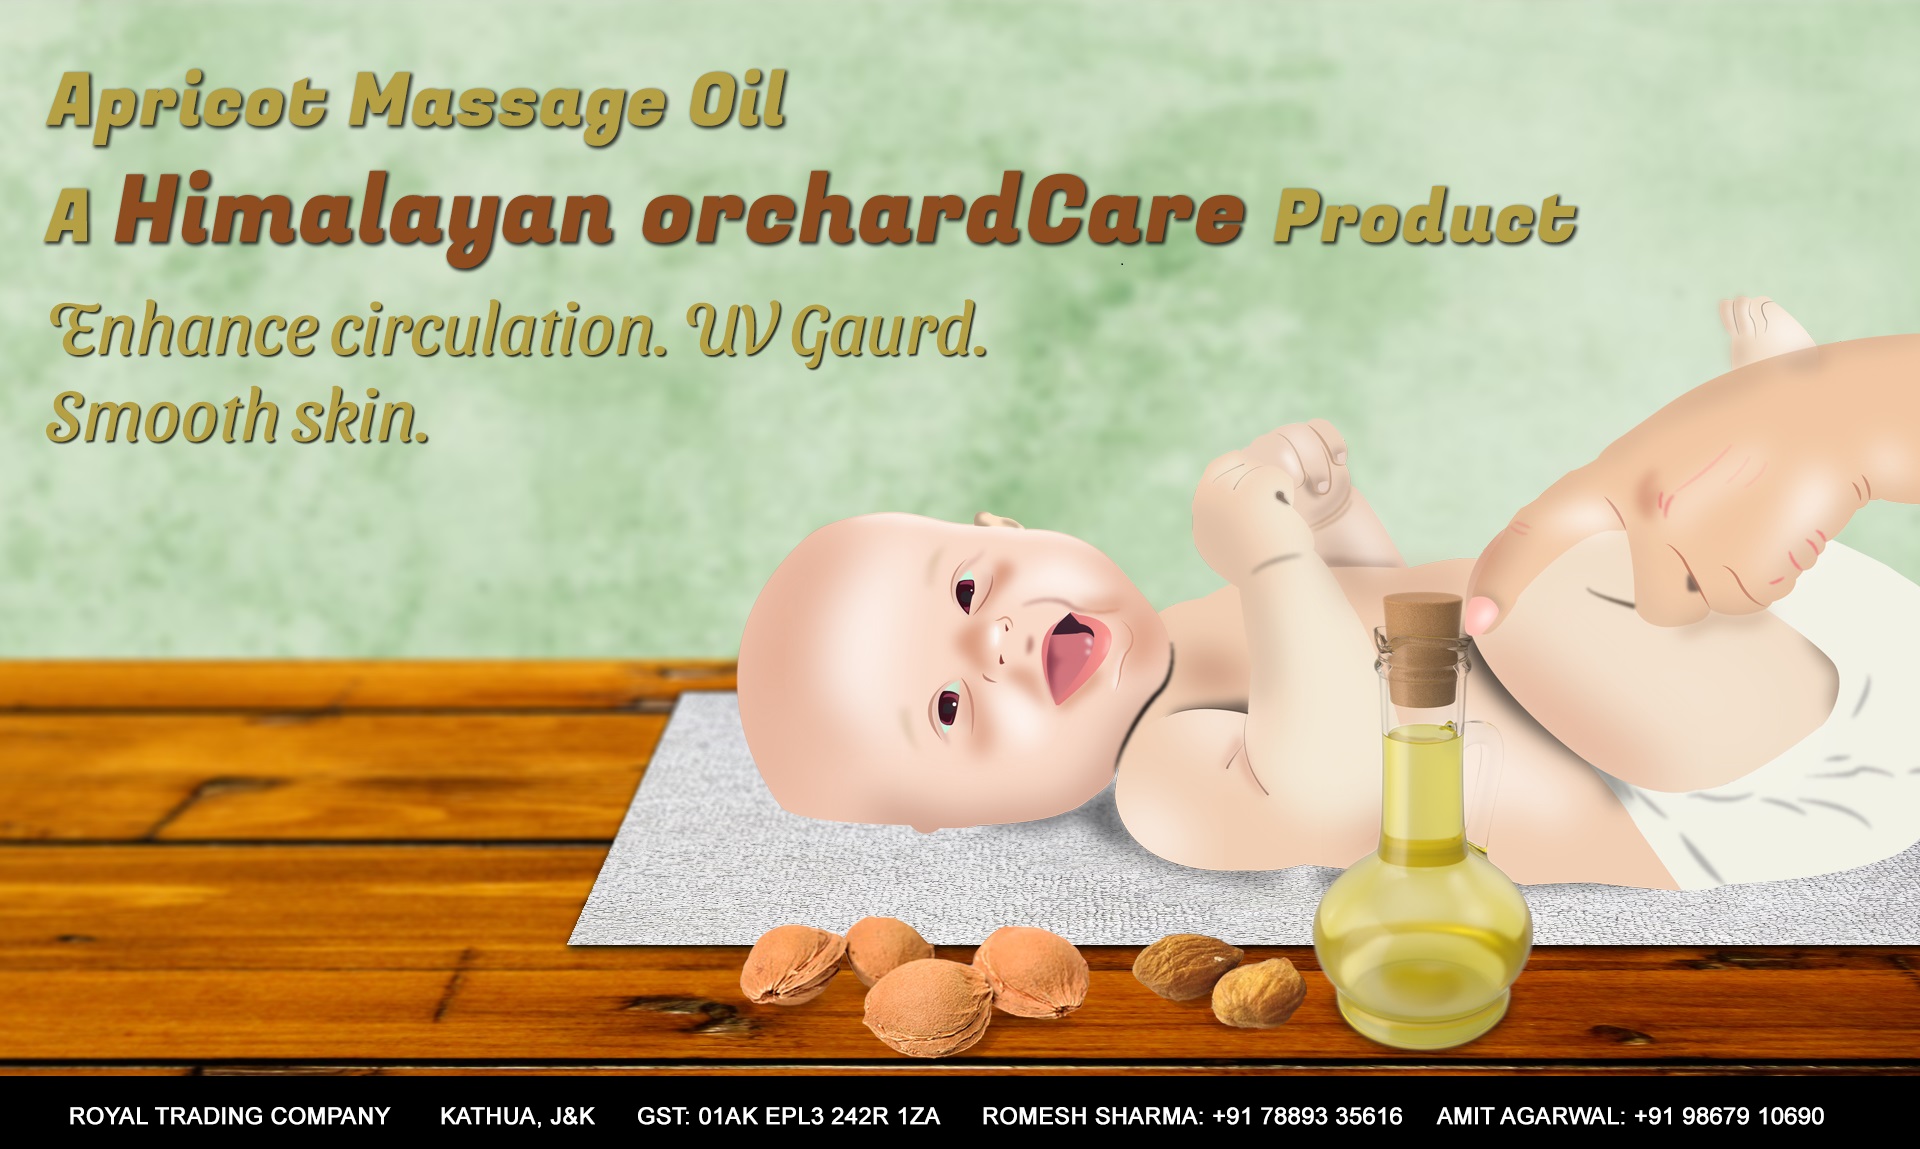 Apricot Massage Oil
A Himalayan orchardCare Product
Enhance circulation. UV Gaurd.
Smooth skin.
ROYAL TRADING COMPANY KATHUA, J&K GST: 01AK EPL3 242R 1ZA ROMESH SHARMA: +91 78893 35616 AMIT AGARWAL: +91 98679 10690